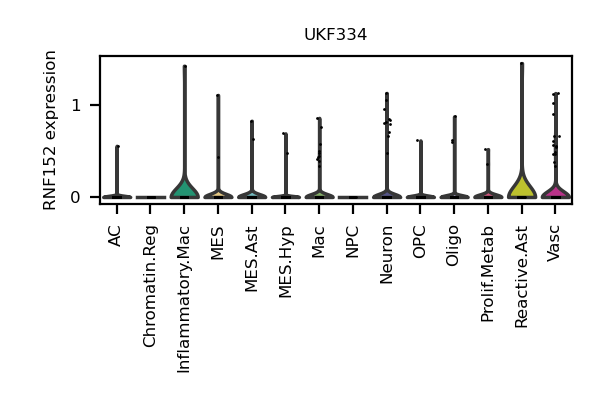 UKF334
RNF152 expression
1
0
AC
Chromatin.Reg
Inflammatory.Mac
MES
MES.Ast
MES.Hyp
Mac
NPC
Neuron
OPC
Oligo
Prolif.Metab
Reactive.Ast
Vasc